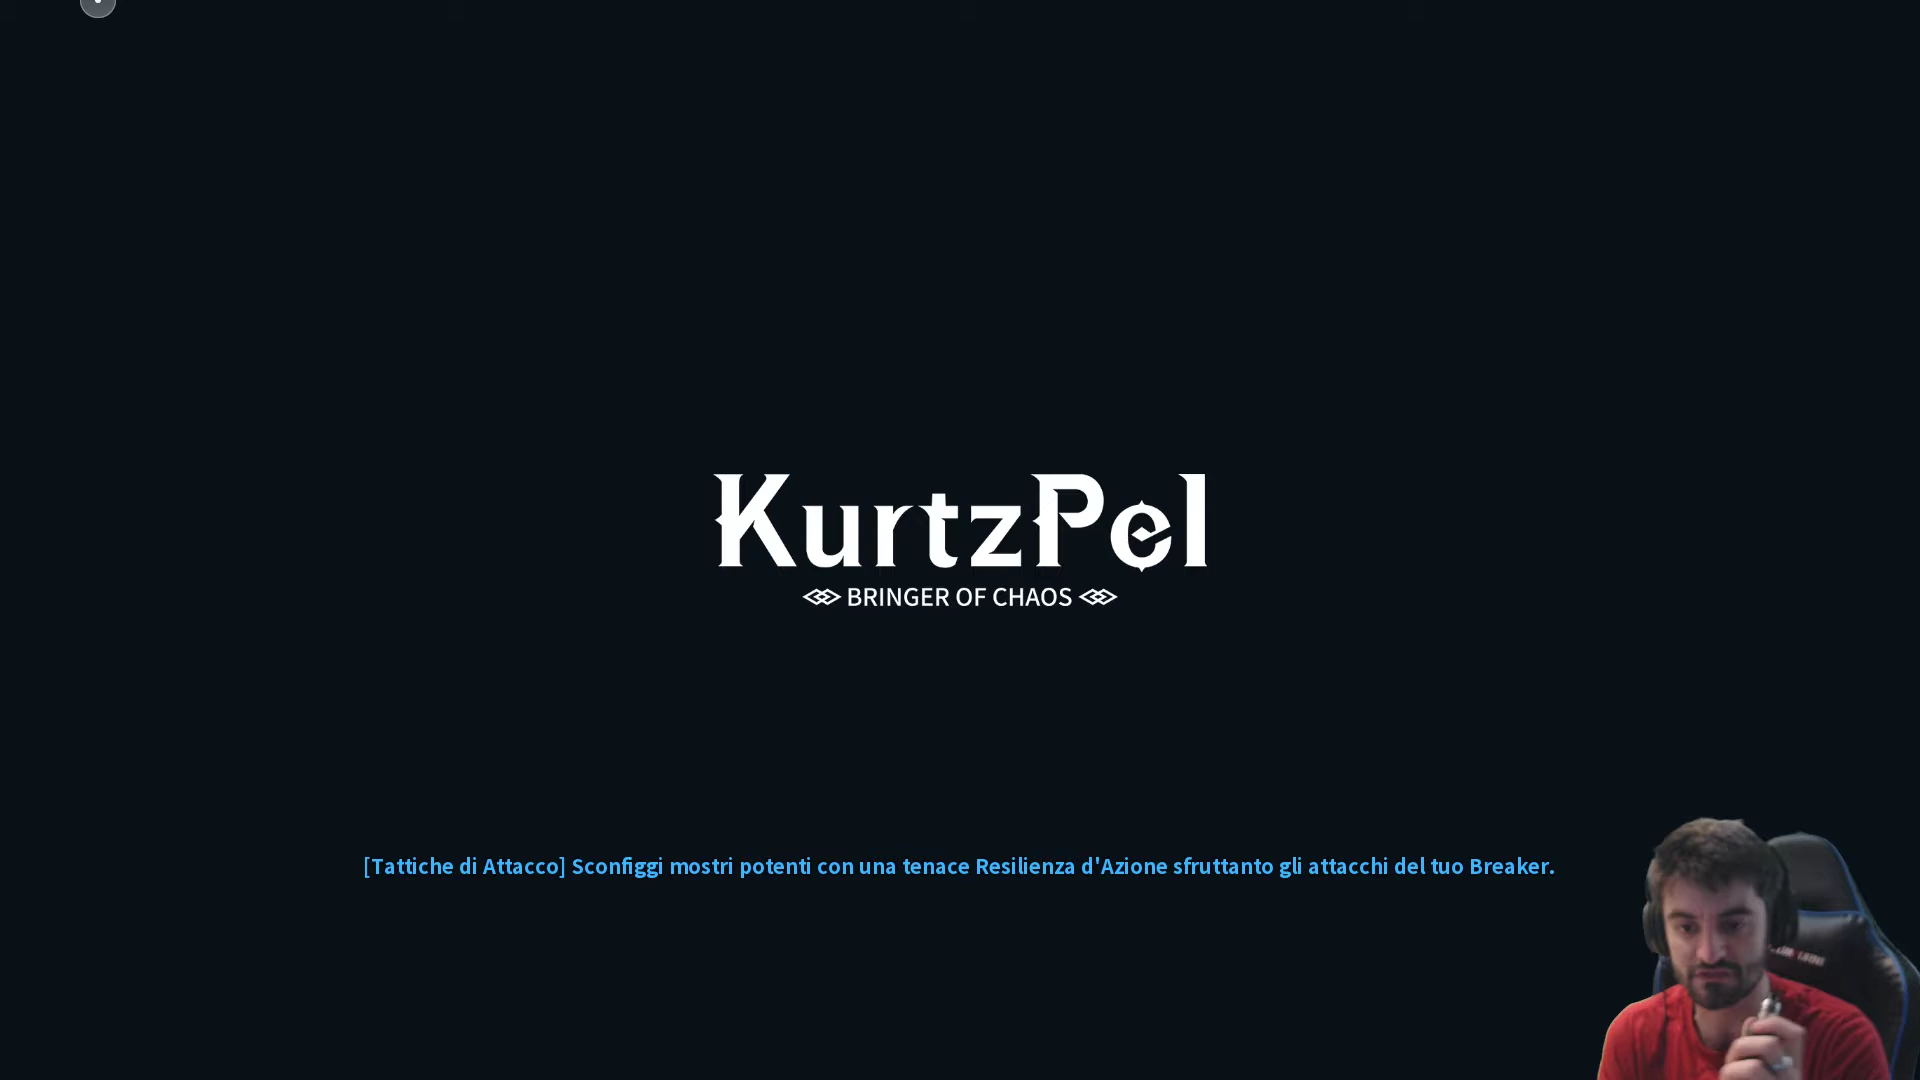 KurtzPel
BRINGER OF CHAOS
[Tattiche di Attacco] Sconfiggi mostri potenti con una tenace Resilienza d'Azione sfruttanto gli attacchi del tuo Breaker.